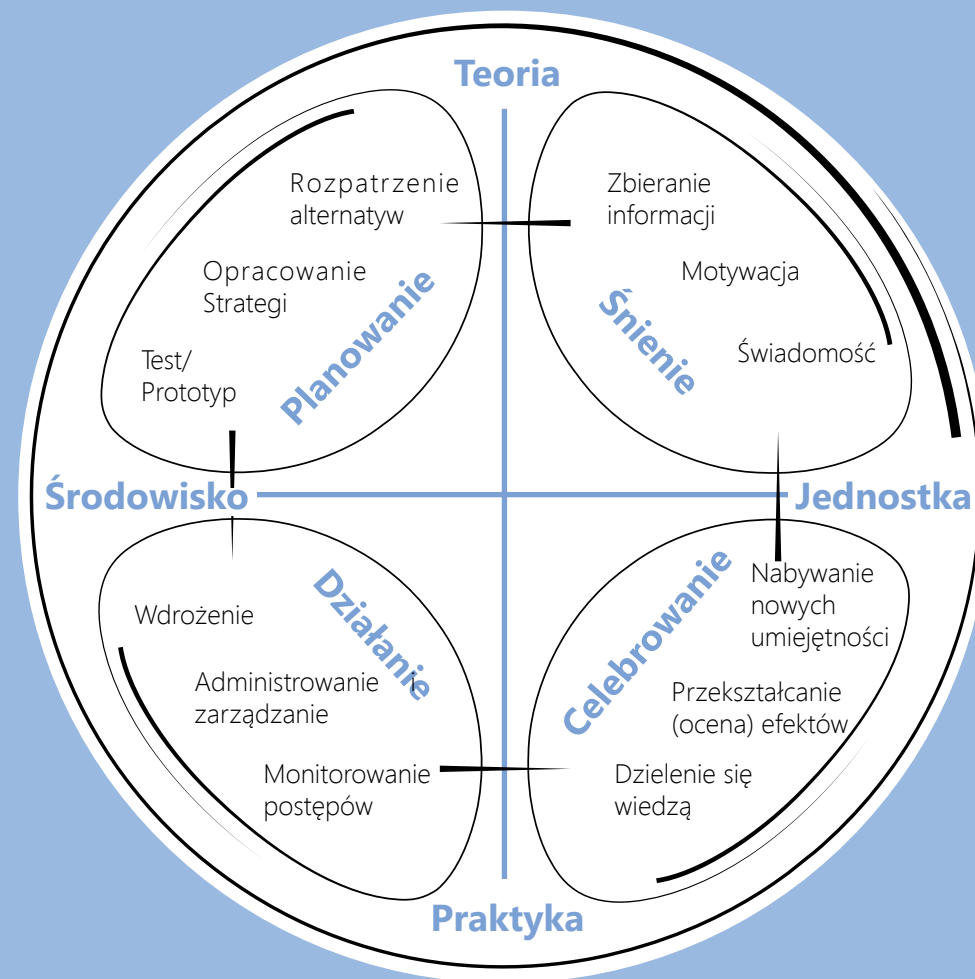 Teoria
Rozpatrzenie
alternatyw
Opracowanie
Strategi
Test/
Prototyp
Planowanie
Zbieranie
informacji
Motywacja
Świadomość
Śnienie
Środowisko
Jednostka
Wdrożenie
Administrowanie i
zarządzanie
Monitorowanie
postępów
Działanie
Celebrowanie
Nabywanie
nowych
umiejętności
Przekształcanie
(ocena) efektów
Dzielenie się
wiedzą
Praktyka